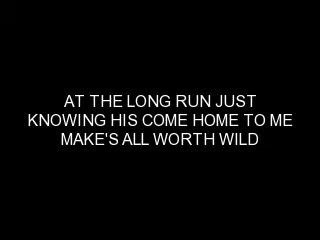 AT THE LONG RUN JUST
KNOWING HIS COME HOME TO ME
MAKE'S ALL WORTH WILD